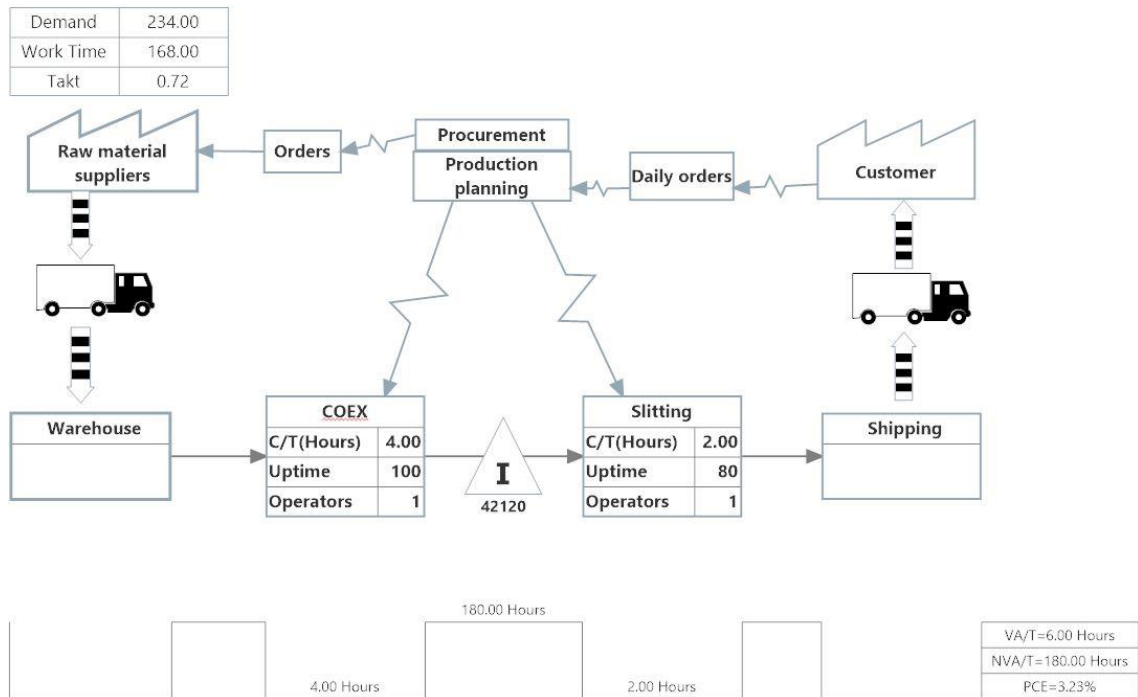 Demand 234.00
Work Time 168.00
Takt 0.72
Raw material
suppliers
Orders
Procurement
Production
planning
Daily orders
Customer
Warehouse
COEX
C/T(Hours) 4.00
Uptime 100
Operators 1
I
42120
Slitting
C/T(Hours) 2.00
Uptime 80
Operators 1
Shipping
180.00 Hours
4.00 Hours
2.00 Hours
VA/T=6.00 Hours
NVA/T=180.00 Hours
PCE=3.23%